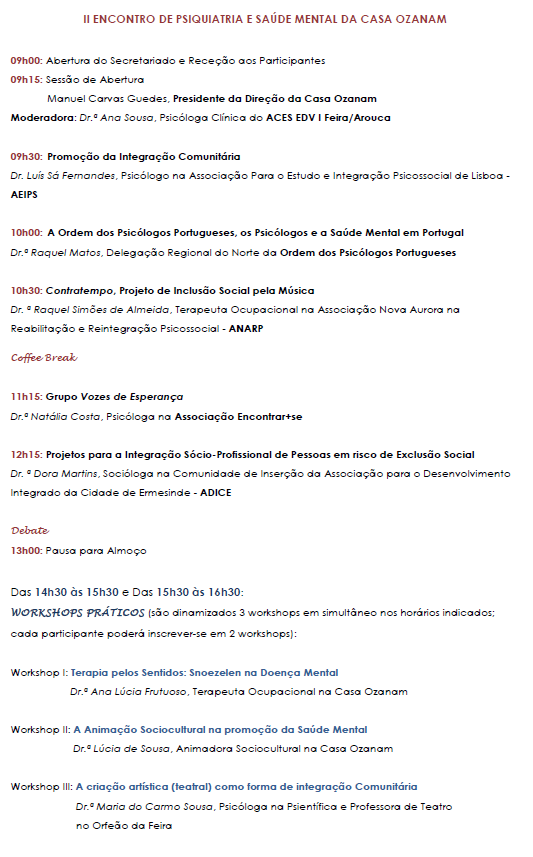 II ENCONTRO DE PSIQUIATRIA E SAÚDE MENTAL DA CASA OZANAM
09h00: Abertura do Secretariado e Receção aos Participantes
09h15: Sessão de Abertura
Manuel Carvas Guedes, Presidente da Direção da Casa Ozanam
Moderadora: Dr.ª Ana Sousa, Psicóloga Clínica do ACES EDV I Feira/Arouca
09h30: Promoção da Integração Comunitária
Dr. Luís Sá Fernandes, Psicólogo na Associação Para o Estudo e Integração Psicossocial de Lisboa -
AEIPS
10h00: A Ordem dos Psicólogos Portugueses, os Psicólogos e a Saúde Mental em Portugal
Dr.ª Raquel Matos, Delegação Regional do Norte da Ordem dos Psicólogos Portugueses
10h30: Contratempo, Projeto de Inclusão Social pela Música
Dr. ª Raquel Simões de Almeida, Terapeuta Ocupacional na Associação Nova Aurora na
Reabilitação e Reintegração Psicossocial - ANARP
Coffee Break
11h15: Grupo Vozes de Esperança
Dr.ª Natália Costa, Psicóloga na Associação Encontrar+se
12h15: Projetos para a Integração Sócio-Profissional de Pessoas em risco de Exclusão Social
Dr. ª Dora Martins, Socióloga na Comunidade de Inserção da Associação para o Desenvolvimento
Integrado da Cidade de Ermesinde - ADICE
Debate
13h00: Pausa para Almoço
Das 14h30 às 15h30 e Das 15h30 às 16h30:
WORKSHOPS PRÁTICOS (são dinamizados 3 workshops em simultâneo nos horários indicados;
cada participante poderá inscrever-se em 2 workshops):
Workshop I: Terapia pelos Sentidos: Snoezelen na Doença Mental
Dr.ª Ana Lúcia Frutuoso, Terapeuta Ocupacional na Casa Ozanam
Workshop II: A Animação Sociocultural na promoção da Saúde Mental
Dr.ª Lúcia de Sousa, Animadora Sociocultural na Casa Ozanam
Workshop III: A criação artística (teatral) como forma de integração Comunitária
Dr.ª Maria do Carmo Sousa, Psicóloga na Psientífica e Professora de Teatro
no Orfeão da Feira